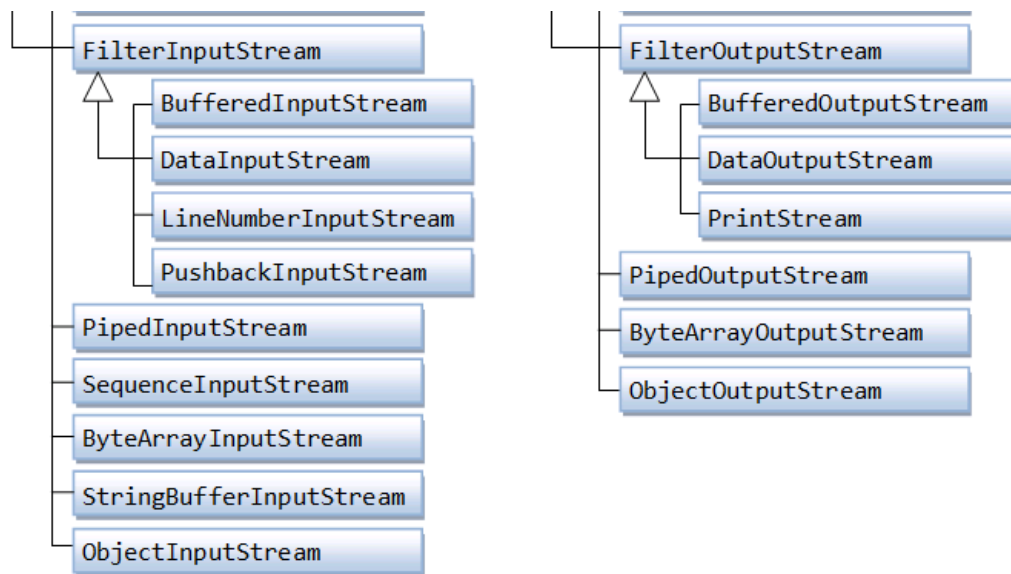 FilterInputStream
BufferedInputStream
DataInputStream
LineNumberInputStream
PushbackInputStream
PipedInputStream
SequenceInputStream
ByteArrayInputStream
StringBufferInputStream
ObjectInputStream
FilterOutputStream
BufferedOutputStream
DataOutputStream
PrintStream
PipedOutputStream
ByteArrayOutputStream
ObjectOutputStream